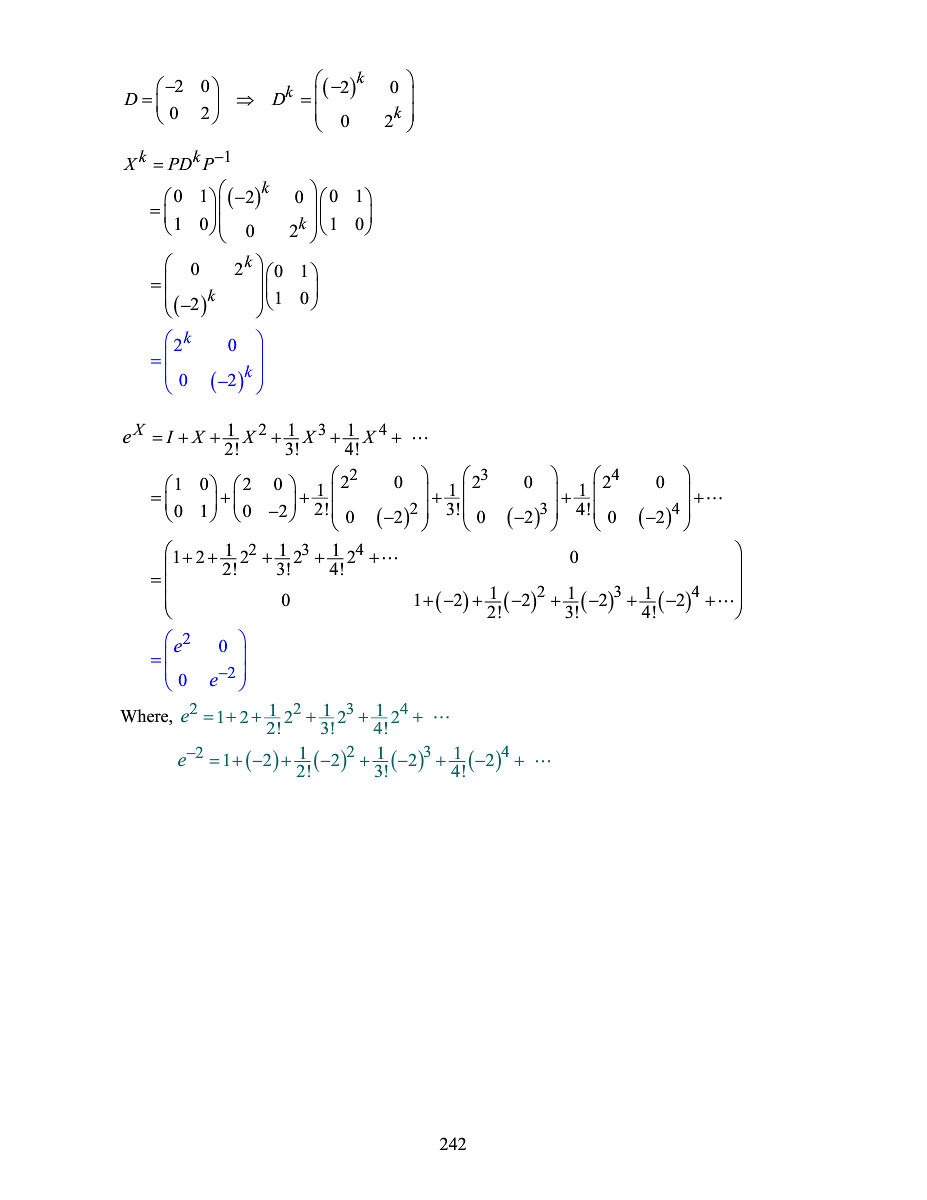 D = \begin{pmatrix} -2 & 0 \\ 0 & 2 \end{pmatrix} \Rightarrow D^k = \begin{pmatrix} (-2)^k & 0 \\ 0 & 2^k \end{pmatrix}
X^k = PD^kP^{-1}
= \begin{pmatrix} 0 & 1 \\ 1 & 0 \end{pmatrix} \begin{pmatrix} (-2)^k & 0 \\ 0 & 2^k \end{pmatrix} \begin{pmatrix} 0 & 1 \\ 1 & 0 \end{pmatrix}
= \begin{pmatrix} 0 & 2^k \\ (-2)^k & \end{pmatrix} \begin{pmatrix} 0 & 1 \\ 1 & 0 \end{pmatrix}
= \begin{pmatrix} 2^k & 0 \\ 0 & (-2)^k \end{pmatrix}
e^X = I + X + \frac{1}{2!}X^2 + \frac{1}{3!}X^3 + \frac{1}{4!}X^4 + \cdots
= \begin{pmatrix} 1 & 0 \\ 0 & 1 \end{pmatrix} + \begin{pmatrix} 2 & 0 \\ 0 & -2 \end{pmatrix} + \frac{1}{2!}\begin{pmatrix} 2^2 & 0 \\ 0 & (-2)^2 \end{pmatrix} + \frac{1}{3!}\begin{pmatrix} 2^3 & 0 \\ 0 & (-2)^3 \end{pmatrix} + \frac{1}{4!}\begin{pmatrix} 2^4 & 0 \\ 0 & (-2)^4 \end{pmatrix} + \cdots
= \begin{pmatrix} 1+2+\frac{1}{2!}2^2+\frac{1}{3!}2^3+\frac{1}{4!}2^4+\cdots & 0 \\ 0 & 1+(-2)+\frac{1}{2!}(-2)^2+\frac{1}{3!}(-2)^3+\frac{1}{4!}(-2)^4+\cdots \end{pmatrix}
= \begin{pmatrix} e^2 & 0 \\ 0 & e^{-2} \end{pmatrix}
Where, e^2 = 1+2+\frac{1}{2!}2^2+\frac{1}{3!}2^3+\frac{1}{4!}2^4+ \cdots
e^{-2} = 1+(-2)+\frac{1}{2!}(-2)^2+\frac{1}{3!}(-2)^3+\frac{1}{4!}(-2)^4+ \cdots
242